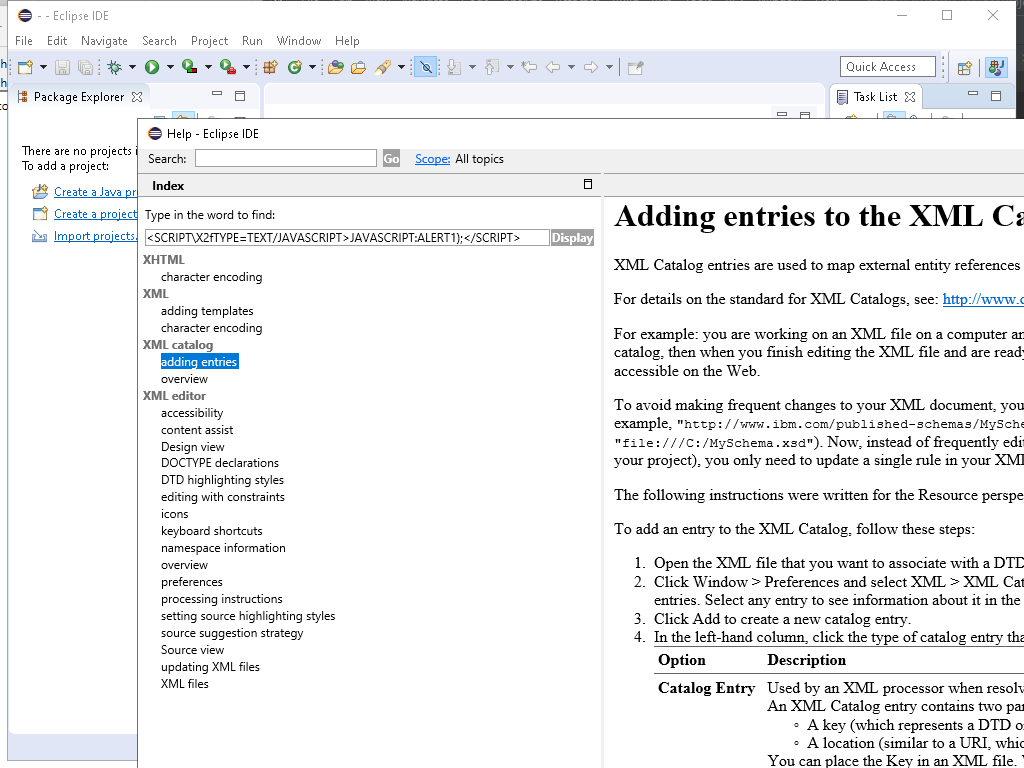 - - Eclipse IDE
File Edit Navigate Search Project Run Window Help
Quick Access
Package Explorer
Task List
There are no projects i
To add a project:
Create a Java pr
Create a project
Import projects.
Help - Eclipse IDE
Search: Go Scope: All topics
Index
Type in the word to find:
<SCRIPT\X2fTYPE=TEXT/JAVASCRIPT>JAVASCRIPT:ALERT1);</SCRIPT> Display
XHTML
character encoding
XML
adding templates
character encoding
XML catalog
adding entries
overview
XML editor
accessibility
content assist
Design view
DOCTYPE declarations
DTD highlighting styles
editing with constraints
icons
keyboard shortcuts
namespace information
overview
preferences
processing instructions
setting source highlighting styles
source suggestion strategy
Source view
updating XML files
XML files
Adding entries to the XML Ca
XML Catalog entries are used to map external entity references
For details on the standard for XML Catalogs, see: http://www.o
For example: you are working on an XML file on a computer an
catalog, then when you finish editing the XML file and are ready
accessible on the Web.
To avoid making frequent changes to your XML document, you
example, "http://www.ibm.com/published-schemas/MySche
"file:///C:/MySchema.xsd"). Now, instead of frequently edit
your project), you only need to update a single rule in your XML
The following instructions were written for the Resource perspe
To add an entry to the XML Catalog, follow these steps:
1. Open the XML file that you want to associate with a DTD
2. Click Window > Preferences and select XML > XML Cat
entries. Select any entry to see information about it in the
3. Click Add to create a new catalog entry.
4. In the left-hand column, click the type of catalog entry tha
Option Description
Catalog Entry Used by an XML processor when resolv
An XML Catalog entry contains two par
◦ A key (which represents a DTD o
◦ A location (similar to a URI, whic
You can place the Key in an XML file.